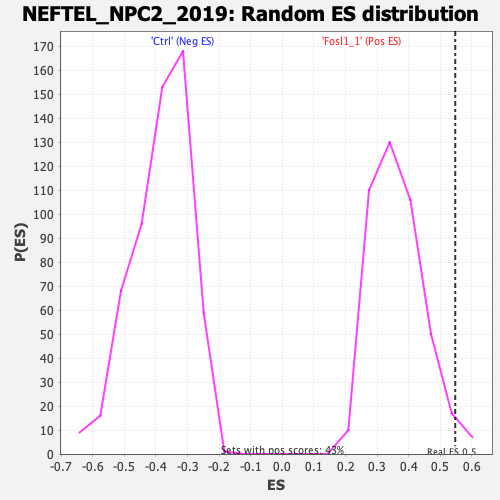 NEFTEL_NPC2_2019: Random ES distribution
'Ctrl' (Neg ES)
'Fosl1_1' (Pos ES)
170
160
150
140
130
120
110
100
90
80
70
60
50
40
30
20
10
0
P(ES)
Sets with pos scores: 43%
Real ES 0.5
-0.7 -0.6 -0.5 -0.4 -0.3 -0.2 -0.1 0.0 0.1 0.2 0.3 0.4 0.5 0.6
ES